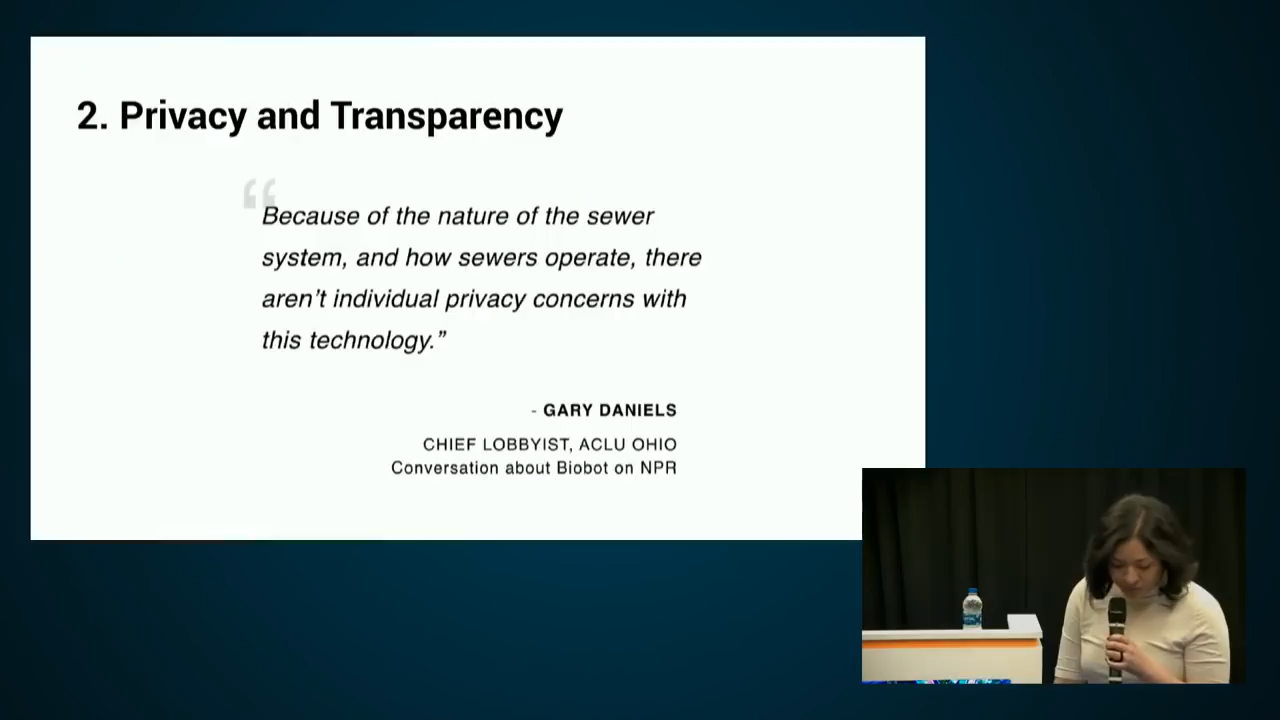 2. Privacy and Transparency
“
Because of the nature of the sewer
system, and how sewers operate, there
aren’t individual privacy concerns with
this technology.”
- GARY DANIELS
CHIEF LOBBYIST, ACLU OHIO
Conversation about Biobot on NPR